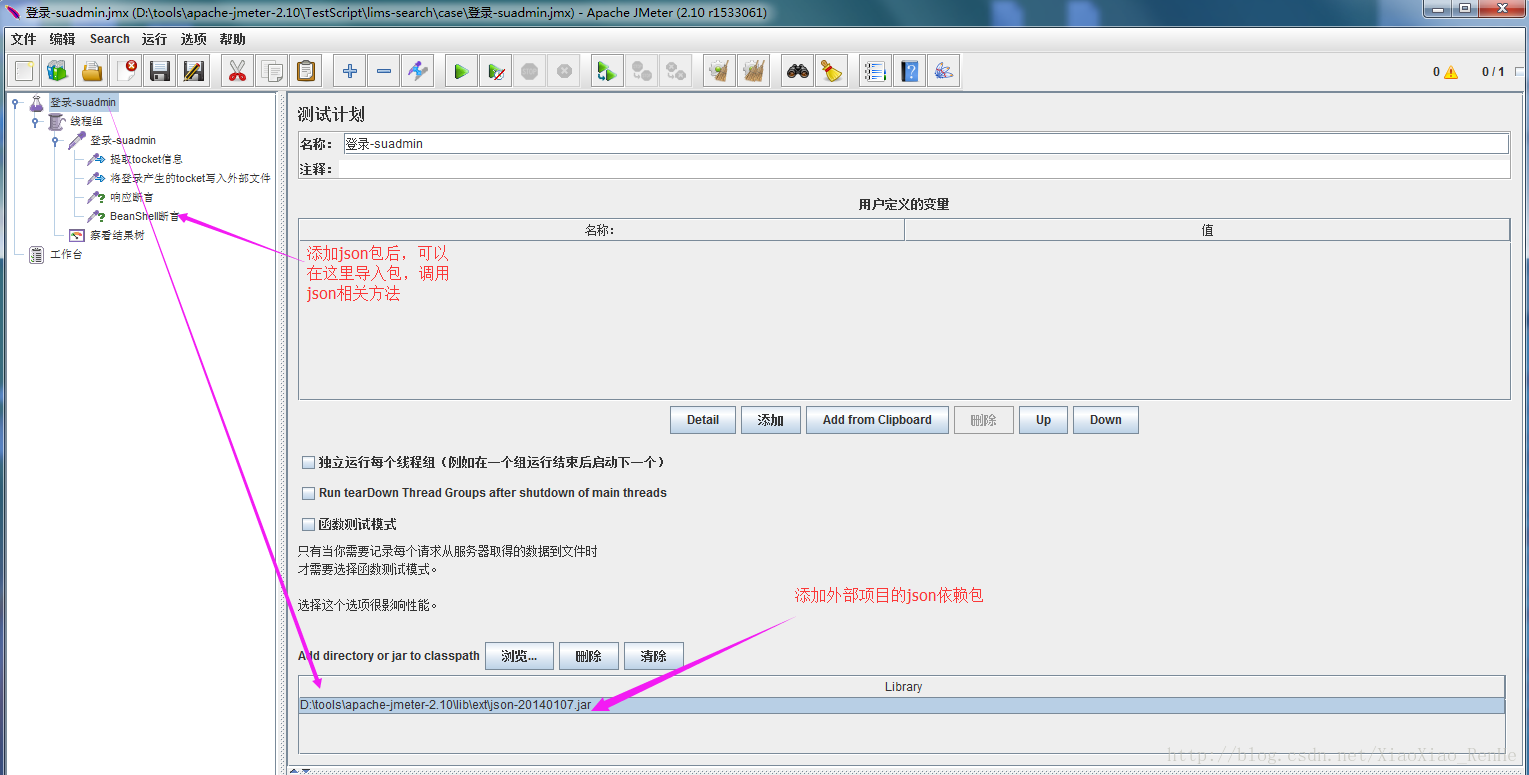 登录-suadmin.jmx (D:\tools\apache-jmeter-2.10\TestScript\lims-search\case\登录-suadmin.jmx) - Apache JMeter (2.10 r1533061)
文件 编辑 Search 运行 选项 帮助
0 0 / 1
登录-suadmin
线程组
登录-suadmin
提取tocket信息
将登录产生的tocket写入外部文件
响应断言
BeanShell断言
察看结果树
工作台
测试计划
名称： 登录-suadmin
注释：
用户定义的变量
名称： 值
添加json包后，可以
在这里导入包，调用
json相关方法
Detail 添加 Add from Clipboard 删除 Up Down
独立运行每个线程组（例如在一个组运行结束后启动下一个）
Run tearDown Thread Groups after shutdown of main threads
函数测试模式
只有当你需要记录每个请求从服务器取得的数据到文件时
才需要选择函数测试模式。
选择这个选项很影响性能。
添加外部项目的json依赖包
Add directory or jar to classpath 浏览... 删除 清除
Library
D:\tools\apache-jmeter-2.10\lib\ext\json-20140107.jar
http://blog.csdn.net/XiaoXiao_RenHe